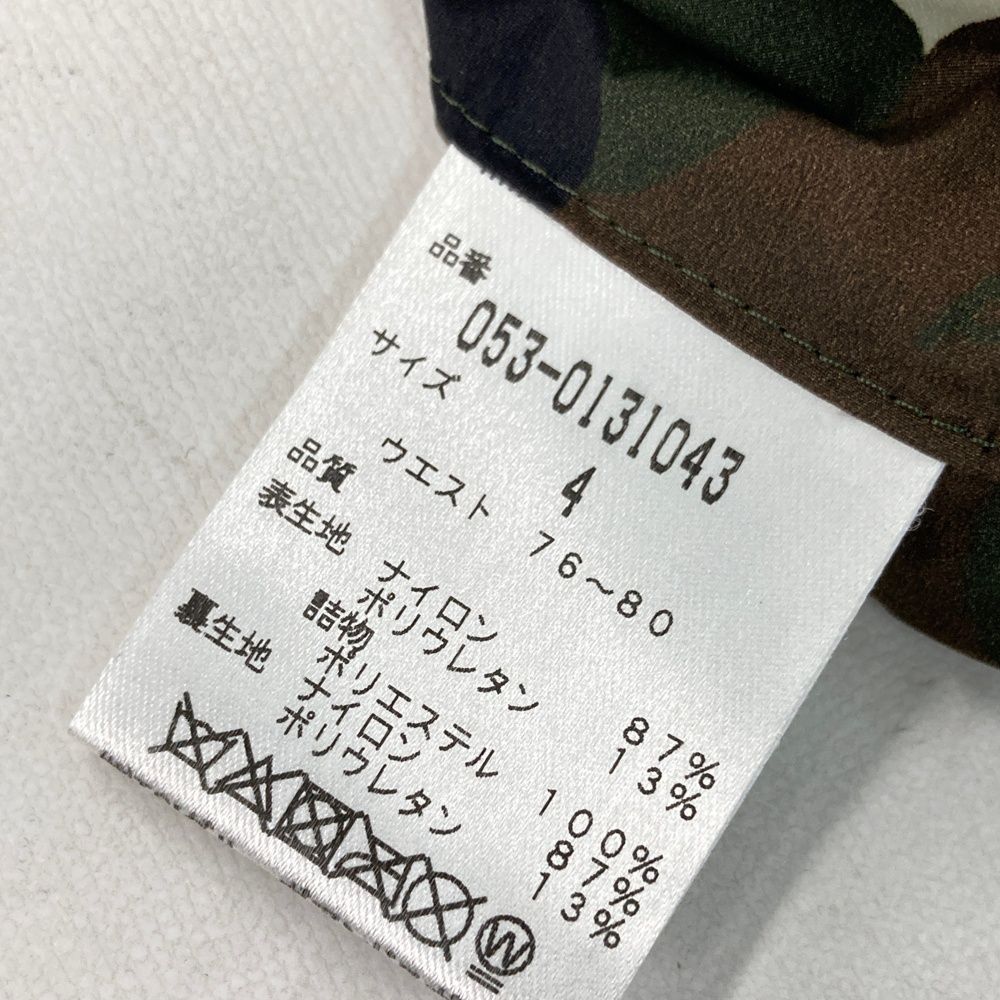 品番
053-0131043
サイズ 4
ウエスト 76〜80
品質
表生地
ナイロン 87%
ポリウレタン 13%
詰物
ポリエステル 100%
裏生地 ナイロン 87%
ポリウレタン 13%
W